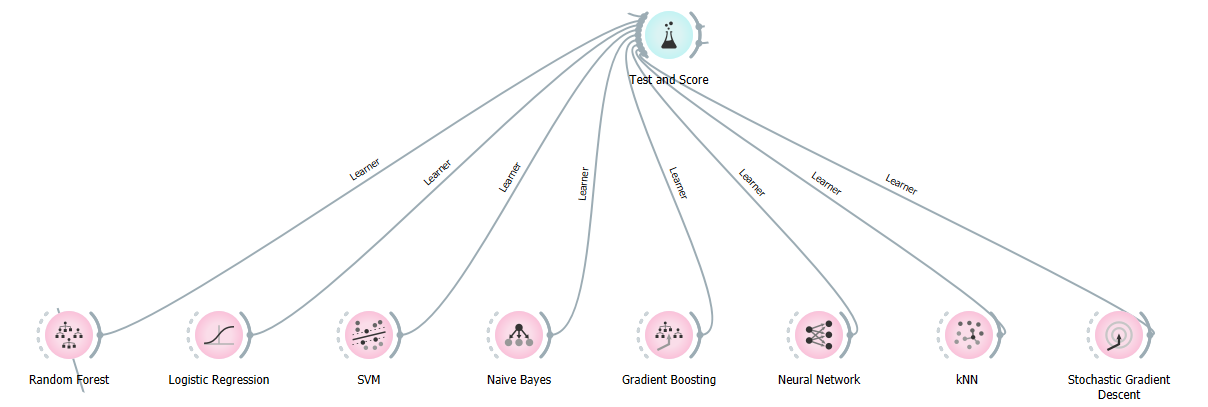 Test and Score
Learner
Learner
Learner
Learner
Learner
Learner
Learner
Learner
Random Forest
Logistic Regression
SVM
Naive Bayes
Gradient Boosting
Neural Network
kNN
Stochastic Gradient
Descent